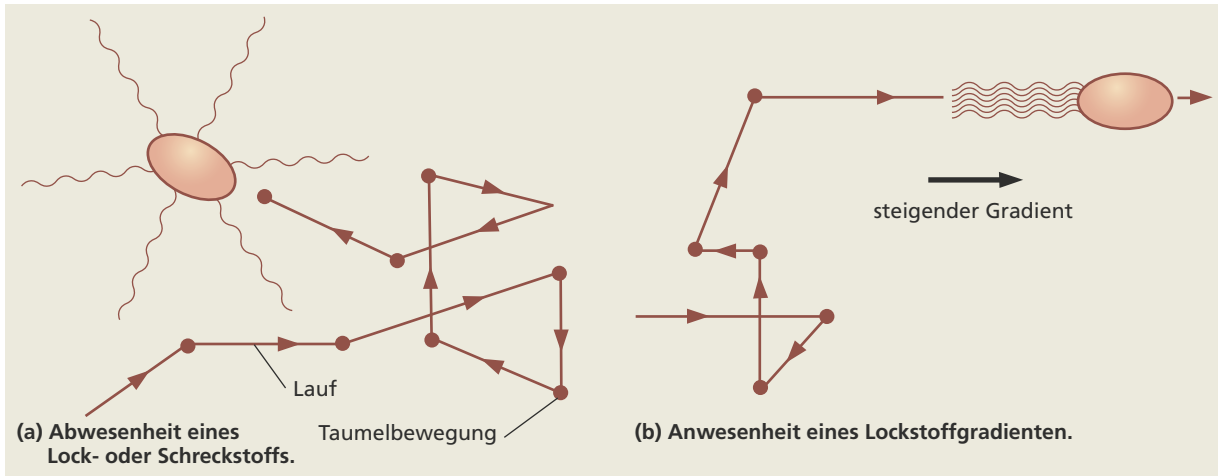 steigender Gradient
Lauf
Taumelbewegung
(a) Abwesenheit eines
Lock- oder Schreckstoffs.
(b) Anwesenheit eines Lockstoffgradienten.